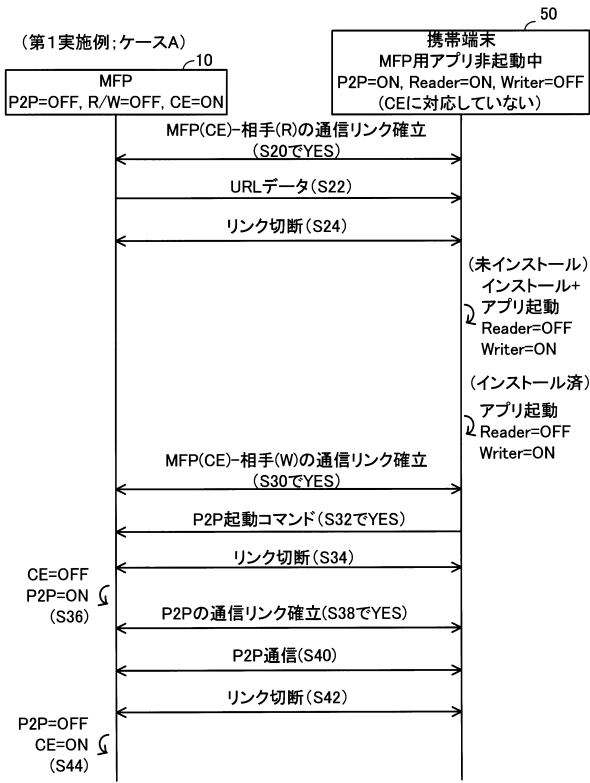 (第1実施例;ケースA)
10
MFP
P2P=OFF, R/W=OFF, CE=ON
50
携帯端末
MFP用アプリ非起動中
P2P=ON, Reader=ON, Writer=OFF
(CEに対応していない)
MFP(CE)-相手(R)の通信リンク確立
(S20でYES)
URLデータ(S22)
リンク切断(S24)
(未インストール)
インストール+
アプリ起動
Reader=OFF
Writer=ON
(インストール済)
アプリ起動
Reader=OFF
Writer=ON
MFP(CE)-相手(W)の通信リンク確立
(S30でYES)
P2P起動コマンド(S32でYES)
リンク切断(S34)
CE=OFF
P2P=ON
(S36)
P2Pの通信リンク確立(S38でYES)
P2P通信(S40)
リンク切断(S42)
P2P=OFF
CE=ON
(S44)